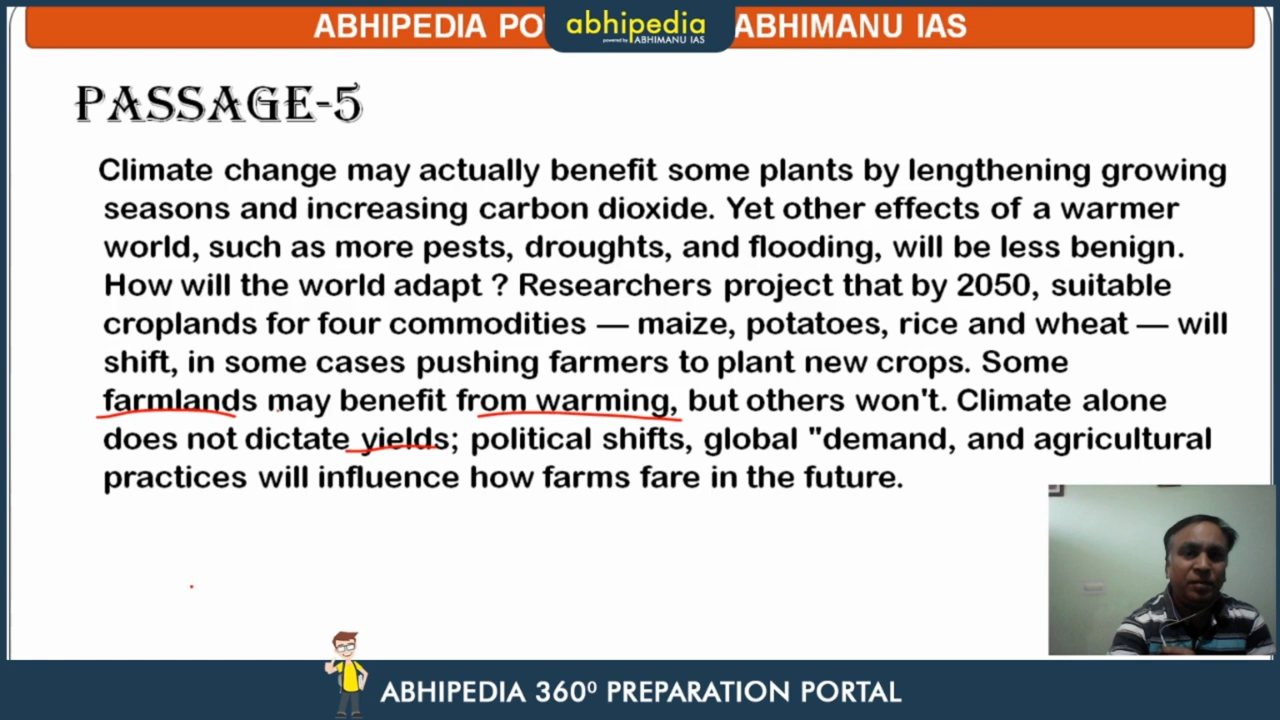 ABHIPEDIA PO
abhipedia
powered by ABHIMANU IAS
ABHIMANU IAS
PASSAGE-5
Climate change may actually benefit some plants by lengthening growing
seasons and increasing carbon dioxide. Yet other effects of a warmer
world, such as more pests, droughts, and flooding, will be less benign.
How will the world adapt ? Researchers project that by 2050, suitable
croplands for four commodities — maize, potatoes, rice and wheat — will
shift, in some cases pushing farmers to plant new crops. Some
farmlands may benefit from warming, but others won't. Climate alone
does not dictate yields; political shifts, global "demand, and agricultural
practices will influence how farms fare in the future.
ABHIPEDIA 360⁰ PREPARATION PORTAL